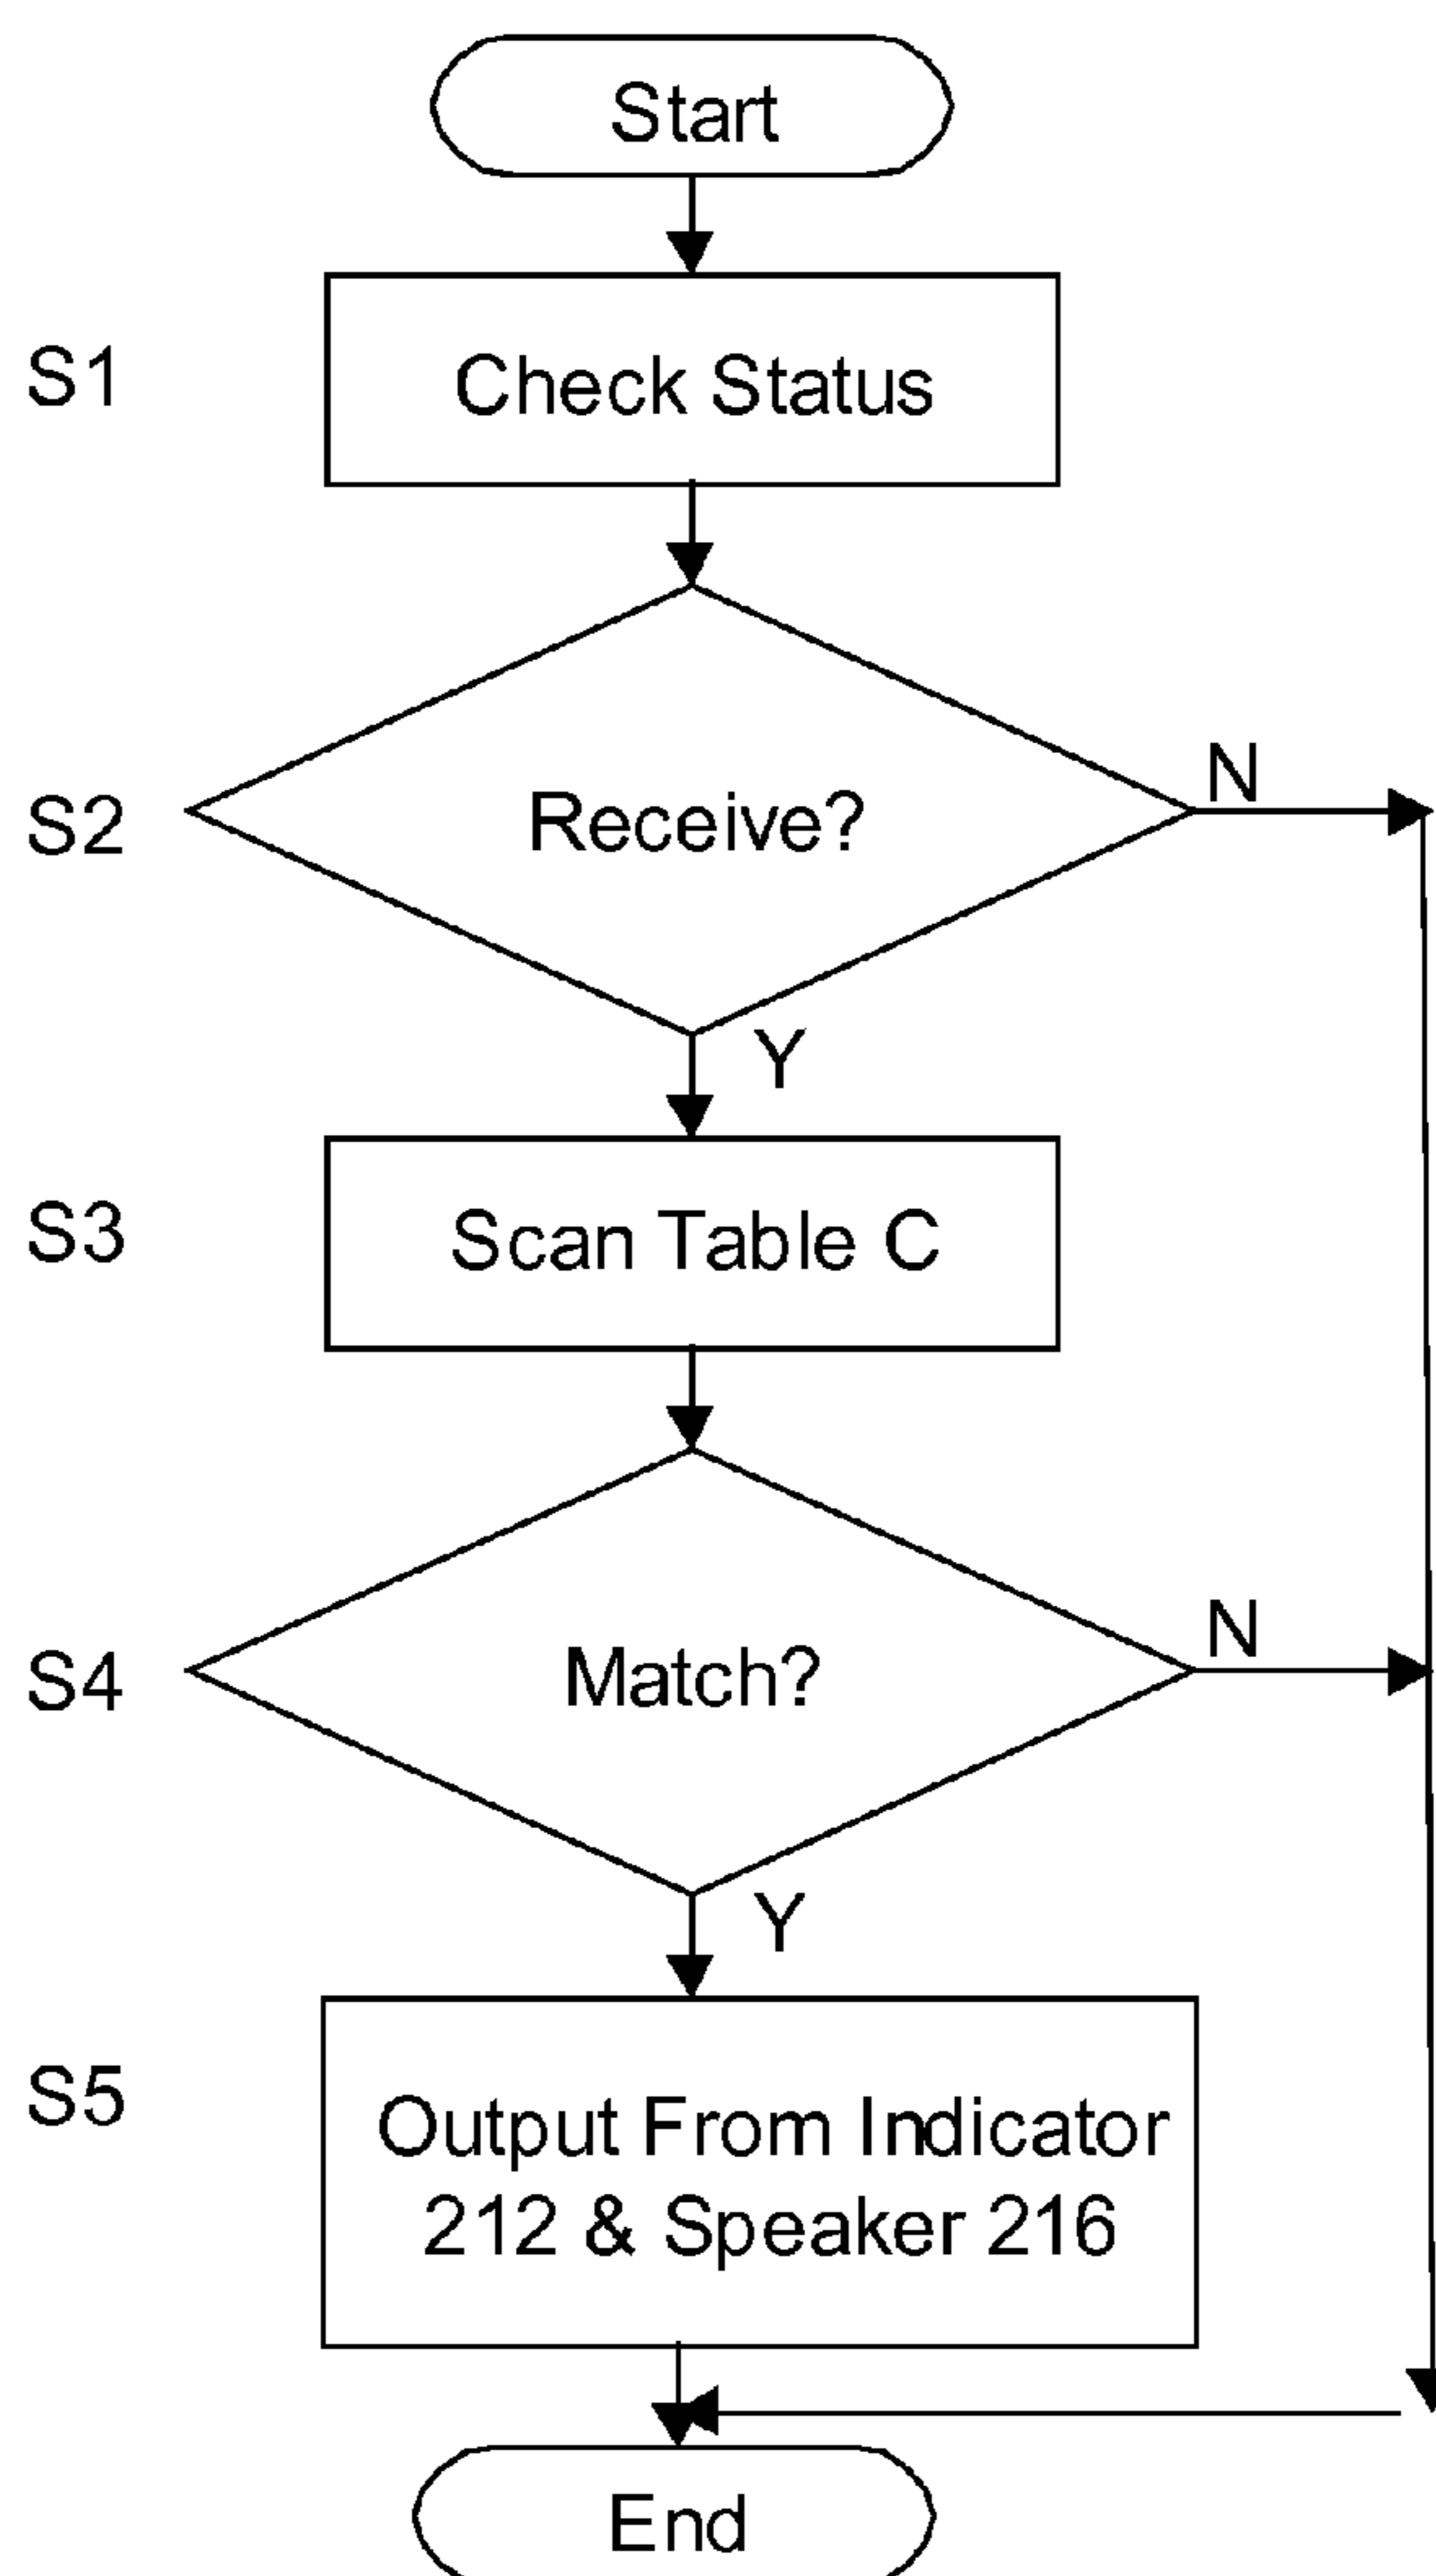 Start
S1
Check Status
S2
Receive?
N
Y
S3
Scan Table C
S4
Match?
N
Y
S5
Output From Indicator
212 & Speaker 216
End